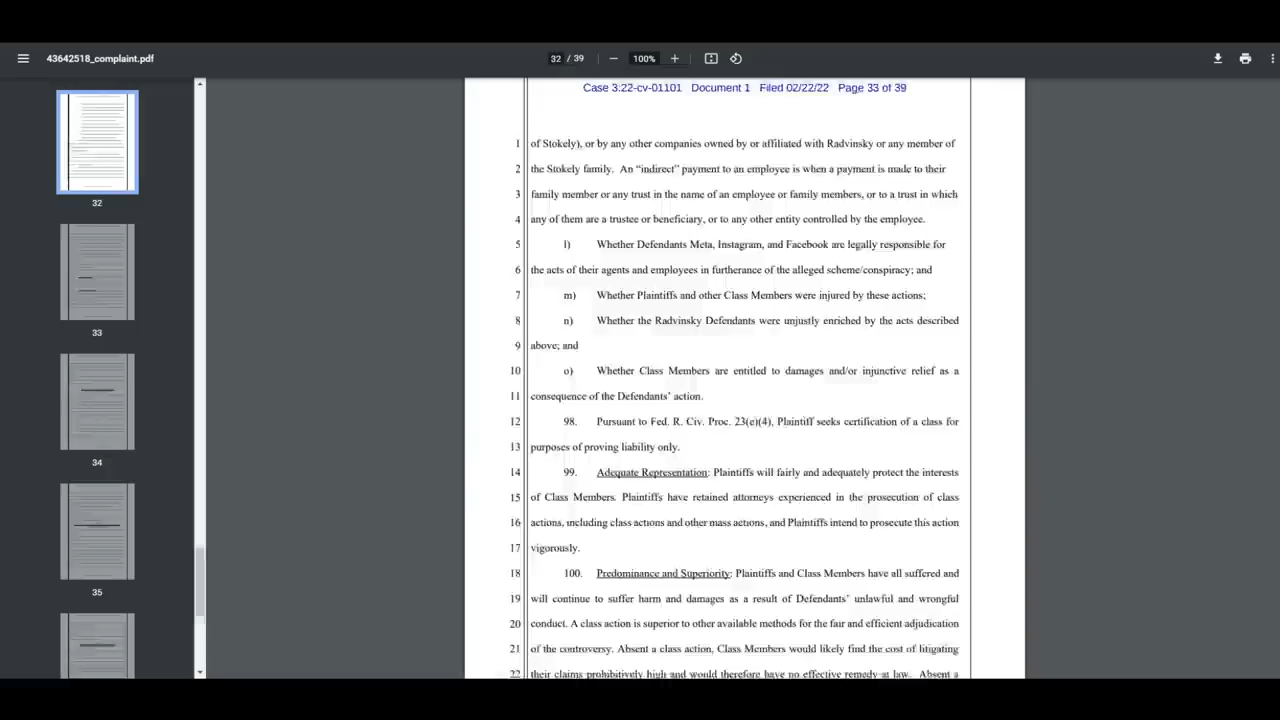 43642518_complaint.pdf
32 / 39
100%
32
33
34
35
Case 3:22-cv-01101 Document 1 Filed 02/22/22 Page 33 of 39
1 of Stokely), or by any other companies owned by or affiliated with Radvinsky or any member of
2 the Stokely family. An “indirect” payment to an employee is when a payment is made to their
3 family member or any trust in the name of an employee or family members, or to a trust in which
4 any of them are a trustee or beneficiary, or to any other entity controlled by the employee.
5 l) Whether Defendants Meta, Instagram, and Facebook are legally responsible for
6 the acts of their agents and employees in furtherance of the alleged scheme/conspiracy; and
7 m) Whether Plaintiffs and other Class Members were injured by these actions;
8 n) Whether the Radvinsky Defendants were unjustly enriched by the acts described
9 above; and
10 o) Whether Class Members are entitled to damages and/or injunctive relief as a
11 consequence of the Defendants’ action.
12 98. Pursuant to Fed. R. Civ. Proc. 23(c)(4), Plaintiff seeks certification of a class for
13 purposes of proving liability only.
14 99. Adequate Representation: Plaintiffs will fairly and adequately protect the interests
15 of Class Members. Plaintiffs have retained attorneys experienced in the prosecution of class
16 actions, including class actions and other mass actions, and Plaintiffs intend to prosecute this action
17 vigorously.
18 100. Predominance and Superiority: Plaintiffs and Class Members have all suffered and
19 will continue to suffer harm and damages as a result of Defendants’ unlawful and wrongful
20 conduct. A class action is superior to other available methods for the fair and efficient adjudication
21 of the controversy. Absent a class action, Class Members would likely find the cost of litigating
22 their claims prohibitively high and would therefore have no effective remedy at law. Absent a